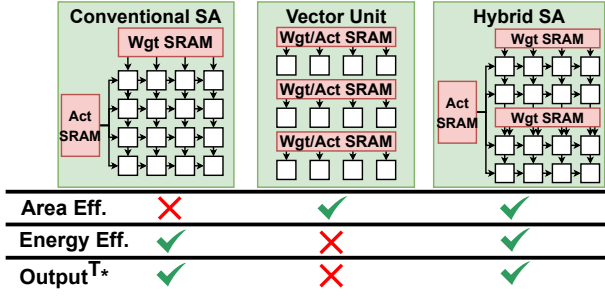 Conventional SA
Vector Unit
Hybrid SA
Wgt SRAM
Act
SRAM
Wgt/Act SRAM
Wgt/Act SRAM
Wgt/Act SRAM
Wgt SRAM
Act
SRAM
Wgt SRAM
Area Eff.
Energy Eff.
Output^T*